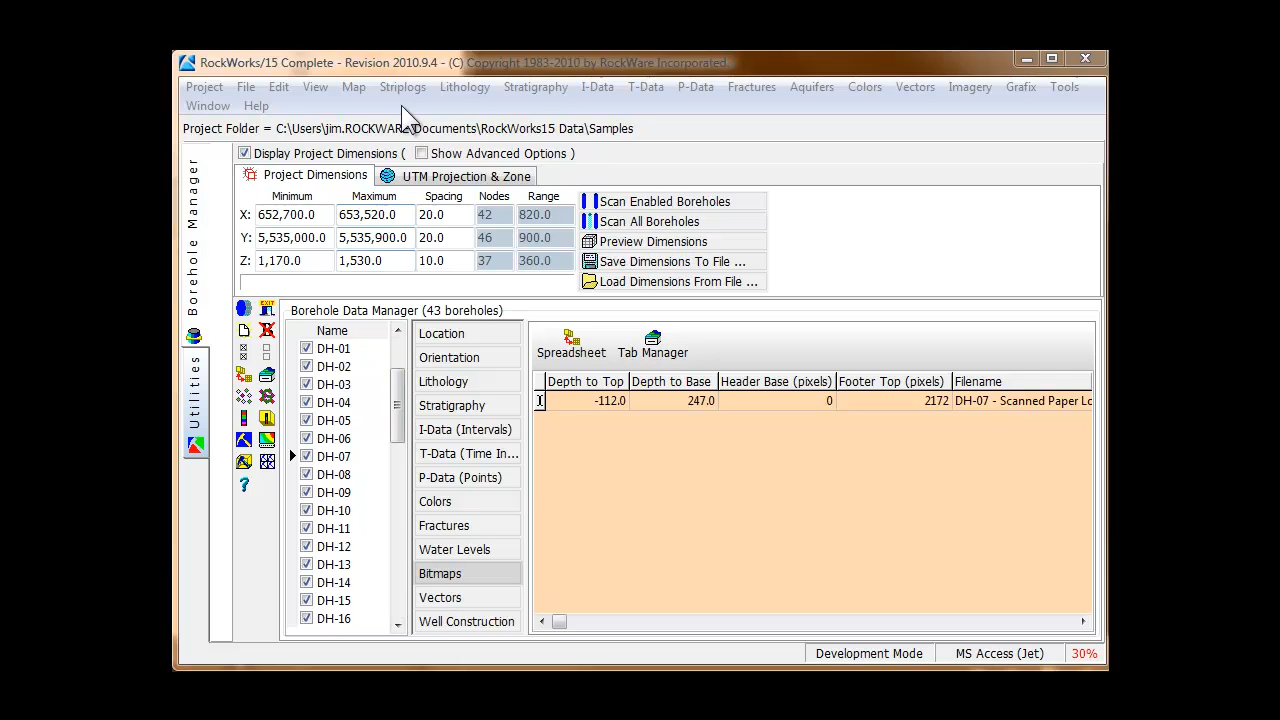 RockWorks/15 Complete - Revision 2010.9.4 - (C) Copyright 1983-2010 by RockWare Incorporated.
Project File Edit View Map Striplogs Lithology Stratigraphy I-Data T-Data P-Data Fractures Aquifers Colors Vectors Imagery Grafix Tools
Window Help
Project Folder = C:\Users\jim.ROCKWARE\Documents\RockWorks15 Data\Samples
Borehole Manager
Utilities
Display Project Dimensions ( Show Advanced Options )
Project Dimensions UTM Projection & Zone
Minimum Maximum Spacing Nodes Range
X: 652,700.0 653,520.0 20.0 42 820.0
Y: 5,535,000.0 5,535,900.0 20.0 46 900.0
Z: 1,170.0 1,530.0 10.0 37 360.0
Scan Enabled Boreholes
Scan All Boreholes
Preview Dimensions
Save Dimensions To File ...
Load Dimensions From File ...
EXIT
Borehole Data Manager (43 boreholes)
Name
DH-01
DH-02
DH-03
DH-04
DH-05
DH-06
DH-07
DH-08
DH-09
DH-10
DH-11
DH-12
DH-13
DH-14
DH-15
DH-16
Location
Orientation
Lithology
Stratigraphy
I-Data (Intervals)
T-Data (Time In...
P-Data (Points)
Colors
Fractures
Water Levels
Bitmaps
Vectors
Well Construction
Spreadsheet Tab Manager
Depth to Top Depth to Base Header Base (pixels) Footer Top (pixels) Filename
-112.0 247.0 0 2172 DH-07 - Scanned Paper Lo
Development Mode MS Access (Jet) 30%